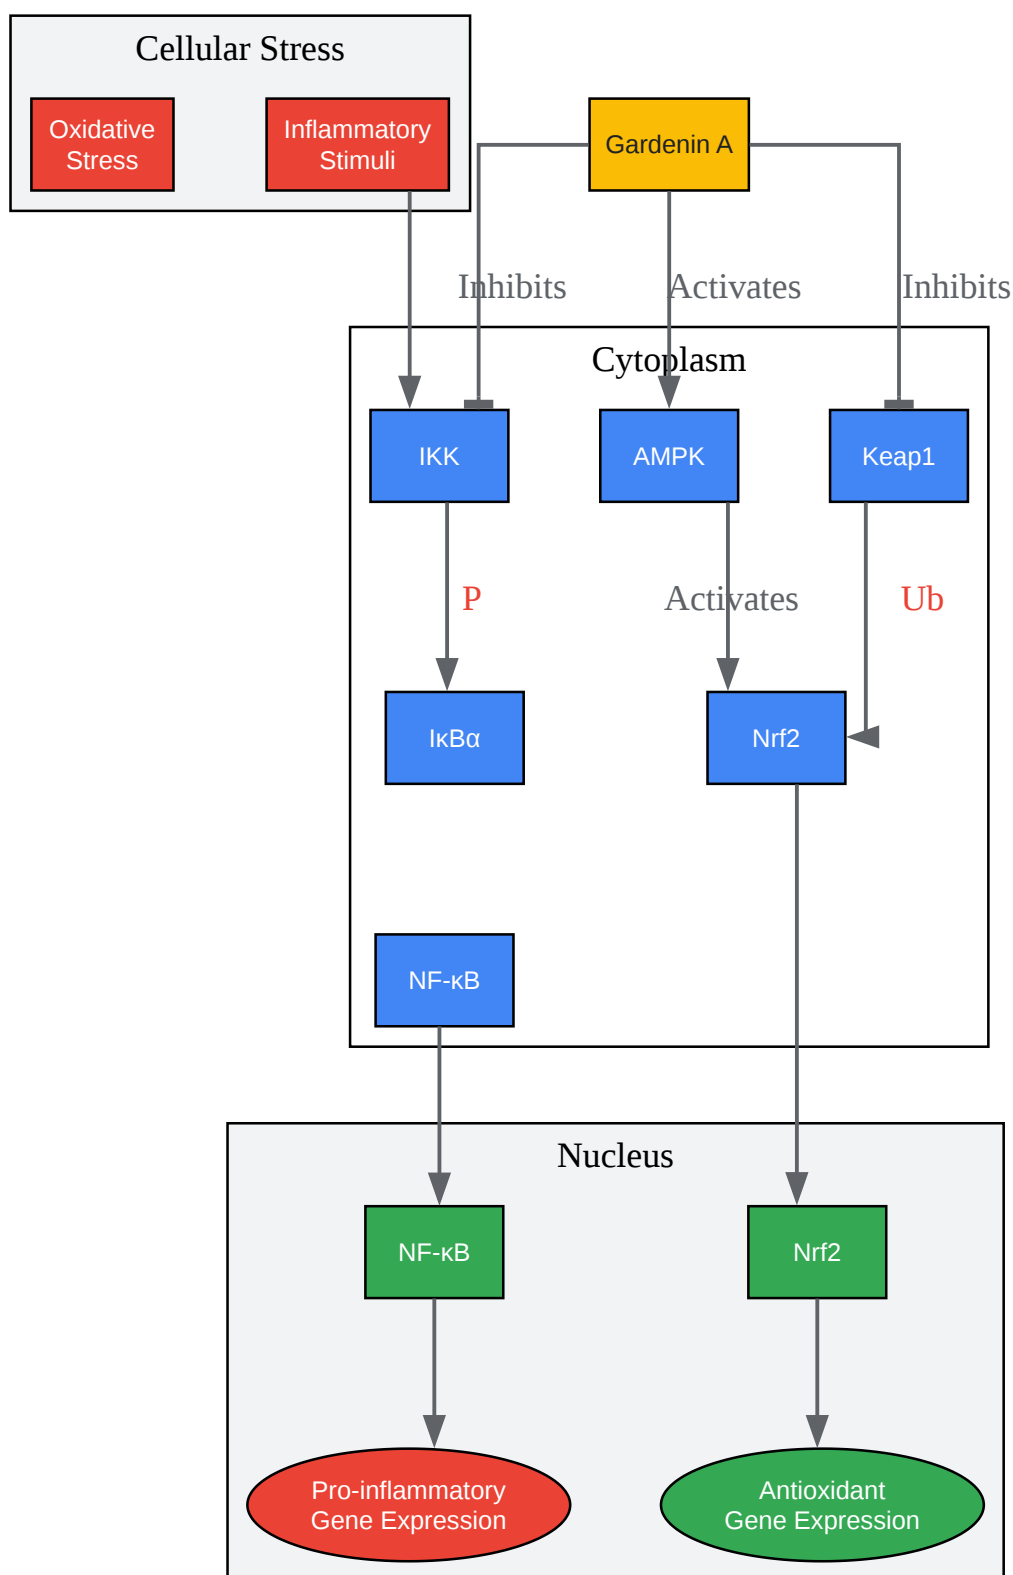 Cellular Stress
Oxidative
Stress
Inflammatory
Stimuli
Gardenin A
Inhibits
Activates
Inhibits
Cytoplasm
IKK
AMPK
Keap1
P
Activates
Ub
IκBα
Nrf2
NF-κB
Nucleus
NF-κB
Nrf2
Pro-inflammatory
Gene Expression
Antioxidant
Gene Expression